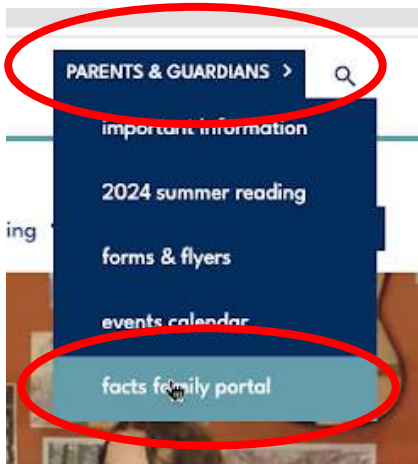 PARENTS & GUARDIANS >
important information
2024 summer reading
ing
forms & flyers
events calendar
facts family portal